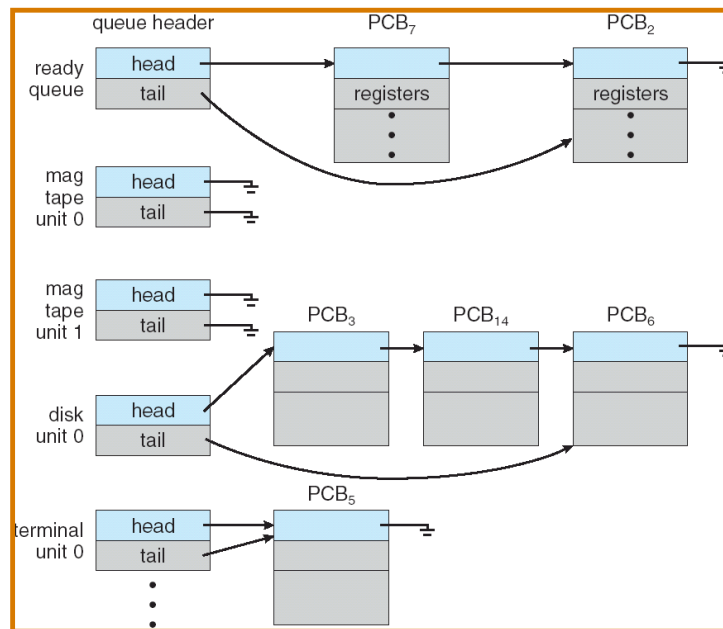 queue header
PCB7
PCB2
ready
queue
head
tail
registers
registers
mag
tape
unit 0
head
tail
mag
tape
unit 1
head
tail
PCB3
PCB14
PCB6
disk
unit 0
head
tail
PCB5
terminal
unit 0
head
tail